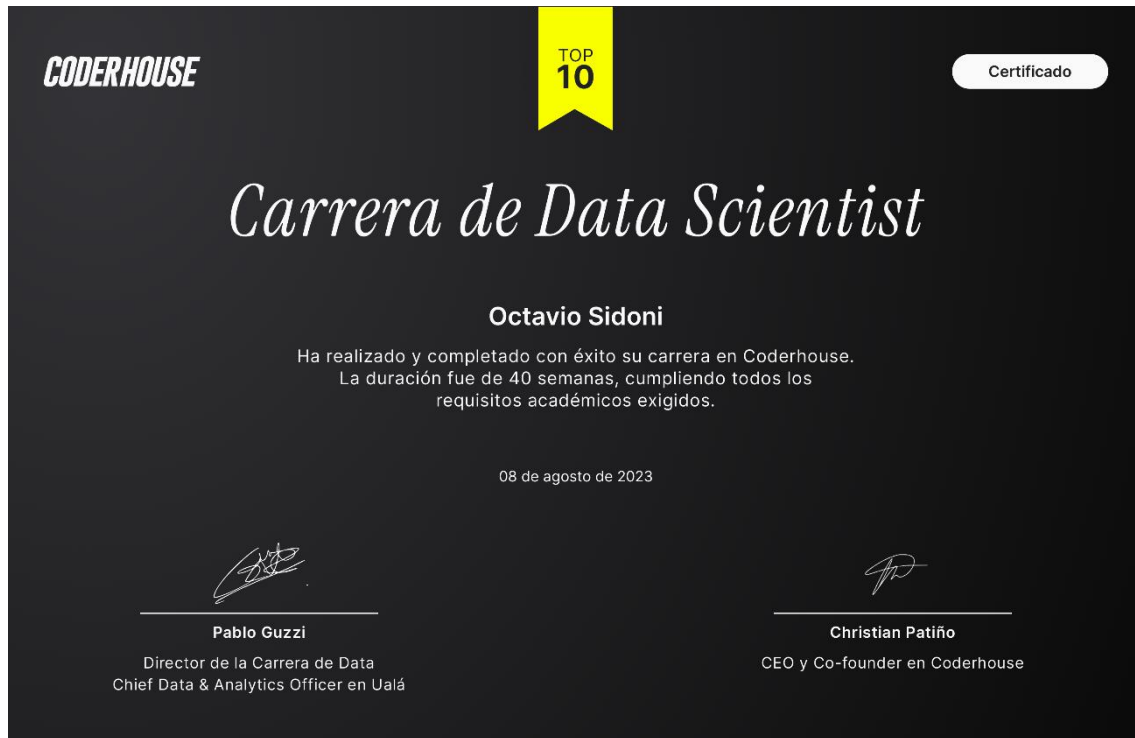 CODERHOUSE
TOP
10
Certificado
Carrera de Data Scientist
Octavio Sidoni
Ha realizado y completado con éxito su carrera en Coderhouse.
La duración fue de 40 semanas, cumpliendo todos los
requisitos académicos exigidos.
08 de agosto de 2023
Pablo Guzzi
Director de la Carrera de Data
Chief Data & Analytics Officer en Ualá
Christian Patiño
CEO y Co-founder en Coderhouse